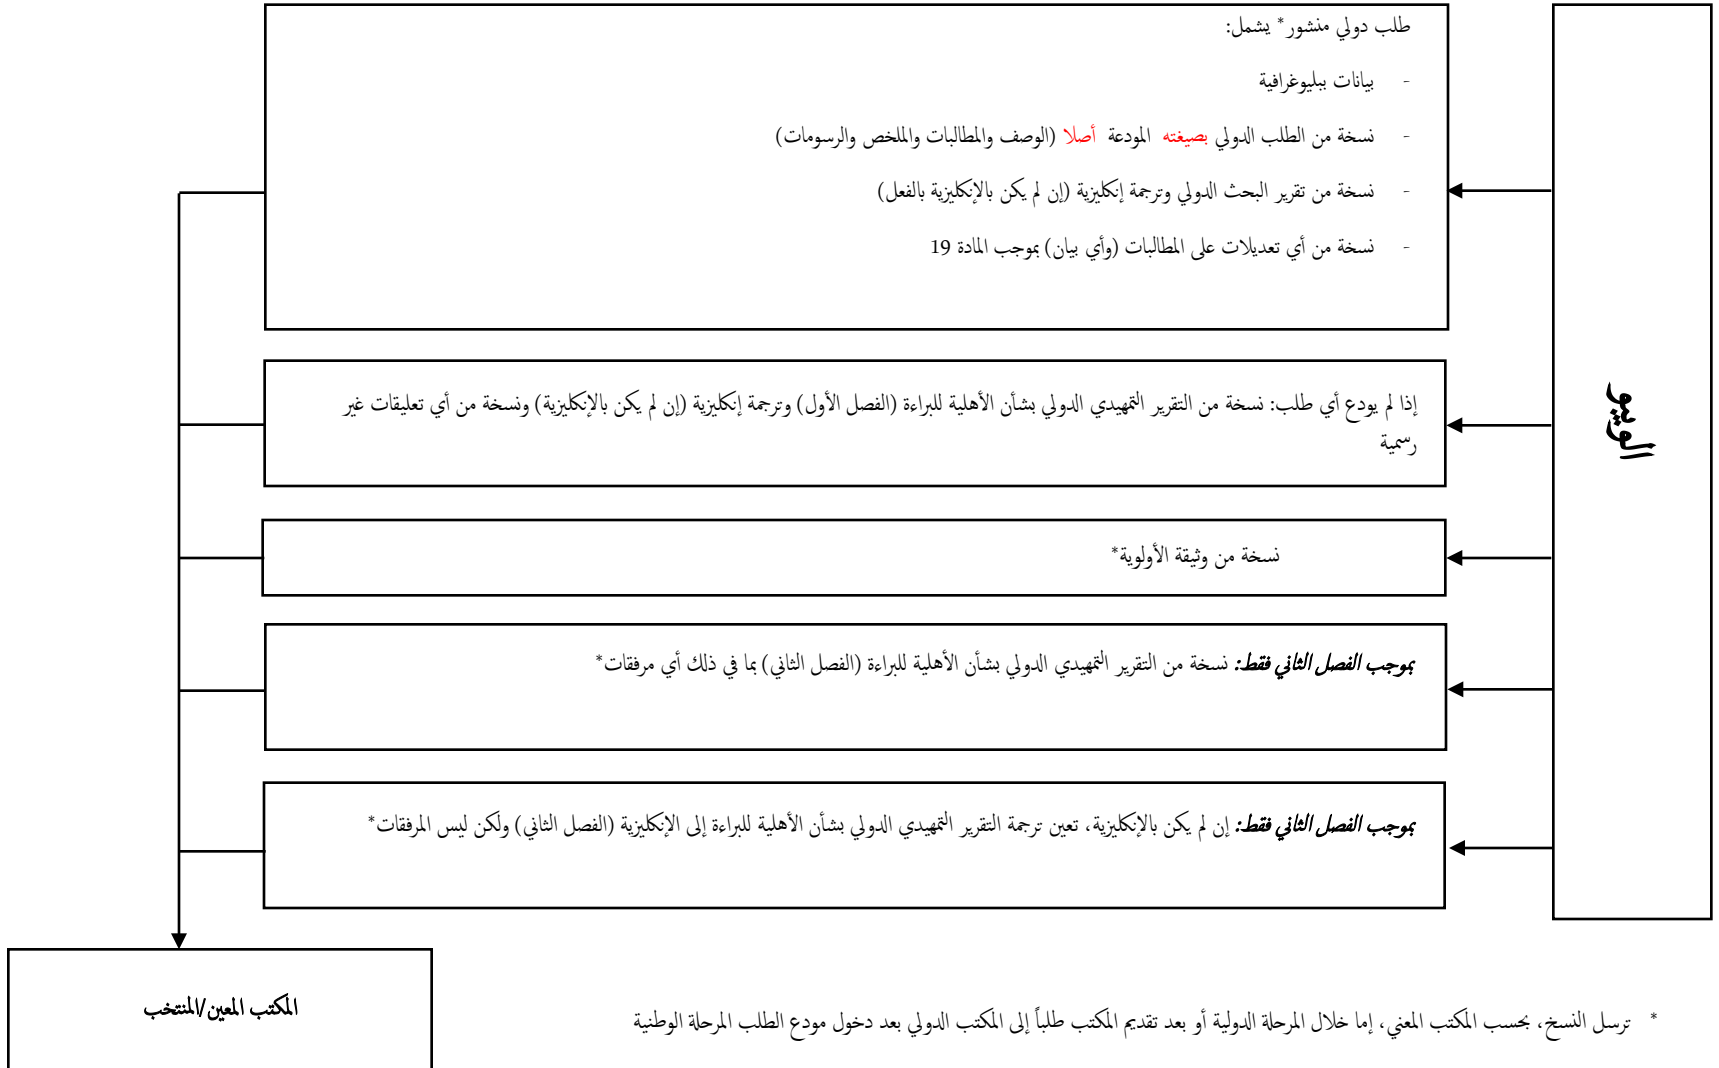 طلب دولي منشور* يشمل:
- بيانات ببليوغرافية
- نسخة من الطلب الدولي بصيغته المودعة أصلا (الوصف والمطالبات والملخص والرسومات)
- نسخة من تقرير البحث الدولي وترجمة إنكليزية (إن لم يكن بالإنكليزية بالفعل)
- نسخة من أي تعديلات على المطالبات (وأي بيان) بموجب المادة 19
الويبو
إذا لم يودع أي طلب: نسخة من التقرير التمهيدي الدولي بشأن الأهلية للبراءة (الفصل الأول) وترجمة إنكليزية (إن لم يكن بالإنكليزية) ونسخة من أي تعليقات غير
رسمية
نسخة من وثيقة الأولوية*
بموجب الفصل الثاني فقط: نسخة من التقرير التمهيدي الدولي بشأن الأهلية للبراءة (الفصل الثاني) بما في ذلك أي مرفقات*
بموجب الفصل الثاني فقط: إن لم يكن بالإنكليزية، تعين ترجمة التقرير التمهيدي الدولي بشأن الأهلية للبراءة إلى الإنكليزية (الفصل الثاني) ولكن ليس المرفقات*
المكتب المعين/المنتخب
* ترسل النسخ، بحسب المكتب المعني، إما خلال المرحلة الدولية أو بعد تقديم المكتب طلباً إلى المكتب الدولي بعد دخول مودع الطلب المرحلة الوطنية